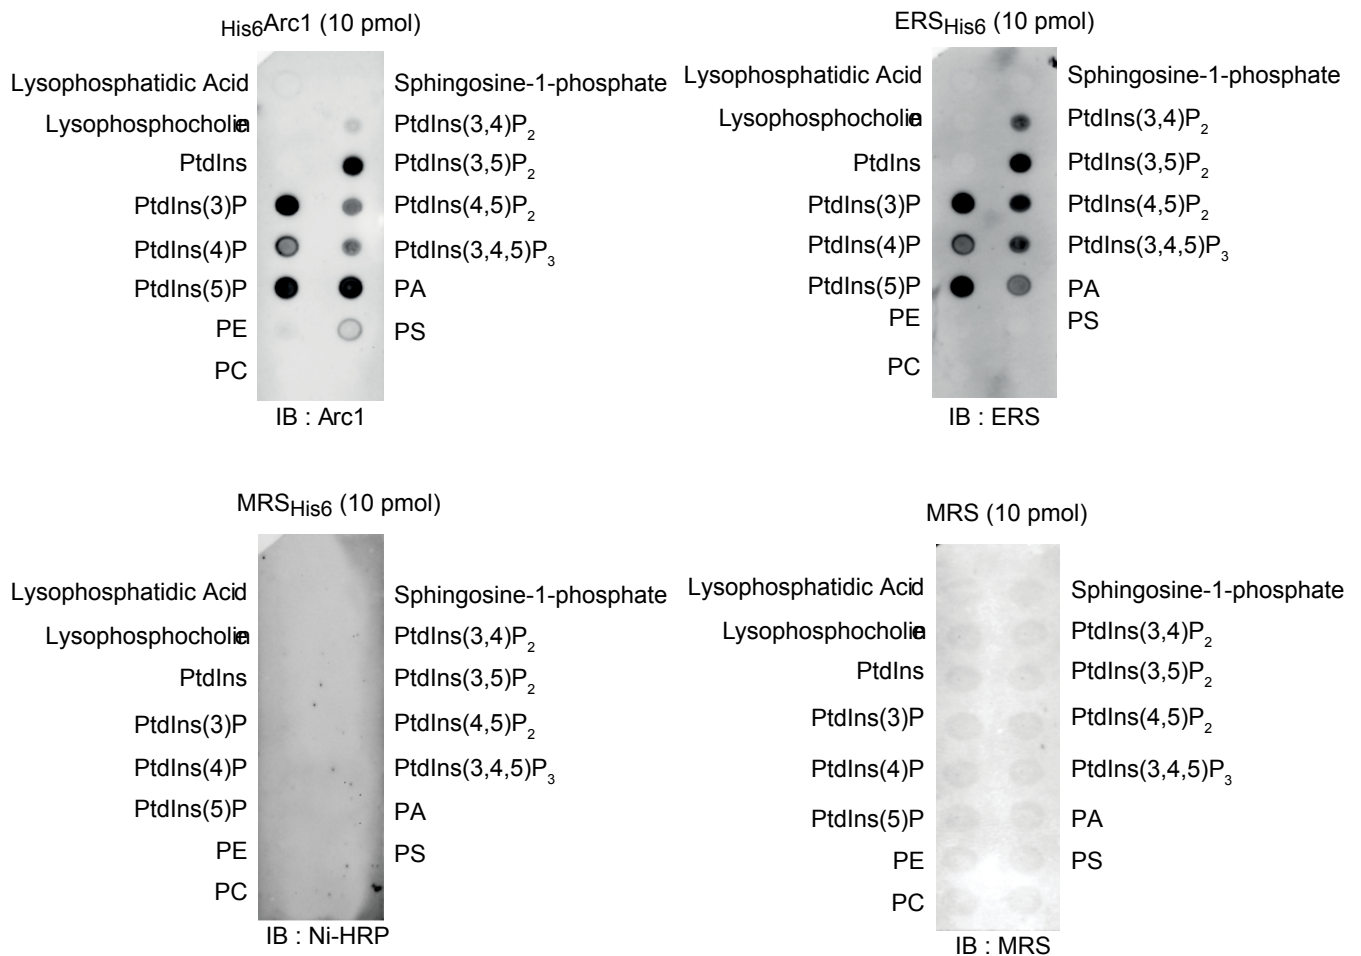 His6Arc1 (10 pmol)
Lysophosphatidic Acid
Sphingosine-1-phosphate
Lysophosphocholine
PtdIns(3,4)P2
PtdIns
PtdIns(3,5)P2
PtdIns(3)P
PtdIns(4,5)P2
PtdIns(4)P
PtdIns(3,4,5)P3
PtdIns(5)P
PA
PE
PS
PC
IB : Arc1
ERSHis6 (10 pmol)
Lysophosphatidic Acid
Sphingosine-1-phosphate
Lysophosphocholine
PtdIns(3,4)P2
PtdIns
PtdIns(3,5)P2
PtdIns(3)P
PtdIns(4,5)P2
PtdIns(4)P
PtdIns(3,4,5)P3
PtdIns(5)P
PA
PE
PS
PC
IB : ERS
MRSHis6 (10 pmol)
Lysophosphatidic Acid
Sphingosine-1-phosphate
Lysophosphocholine
PtdIns(3,4)P2
PtdIns
PtdIns(3,5)P2
PtdIns(3)P
PtdIns(4,5)P2
PtdIns(4)P
PtdIns(3,4,5)P3
PtdIns(5)P
PA
PE
PS
PC
IB : Ni-HRP
MRS (10 pmol)
Lysophosphatidic Acid
Sphingosine-1-phosphate
Lysophosphocholine
PtdIns(3,4)P2
PtdIns
PtdIns(3,5)P2
PtdIns(3)P
PtdIns(4,5)P2
PtdIns(4)P
PtdIns(3,4,5)P3
PtdIns(5)P
PA
PE
PS
PC
IB : MRS